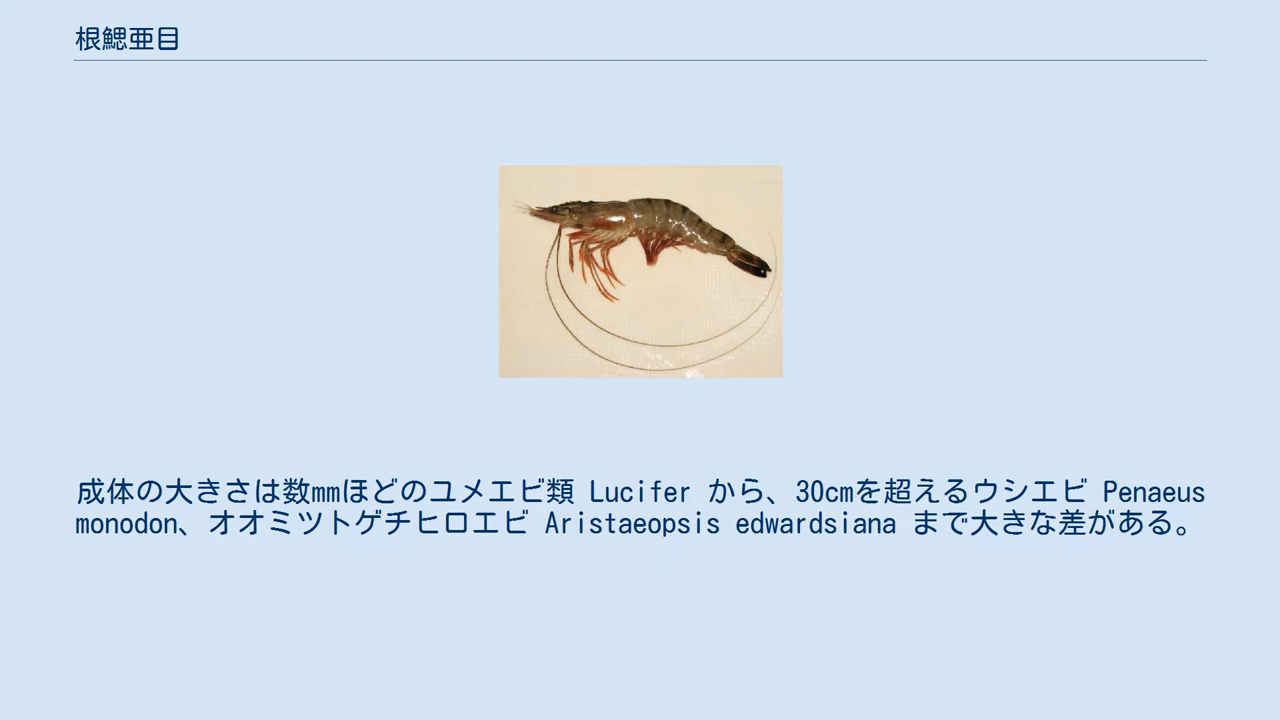 根鰓亜目
成体の大きさは数mmほどのユメエビ類 Lucifer から、30cmを超えるウシエビ Penaeus
monodon、オオミツトゲチヒロエビ Aristaeopsis edwardsiana まで大きな差がある。